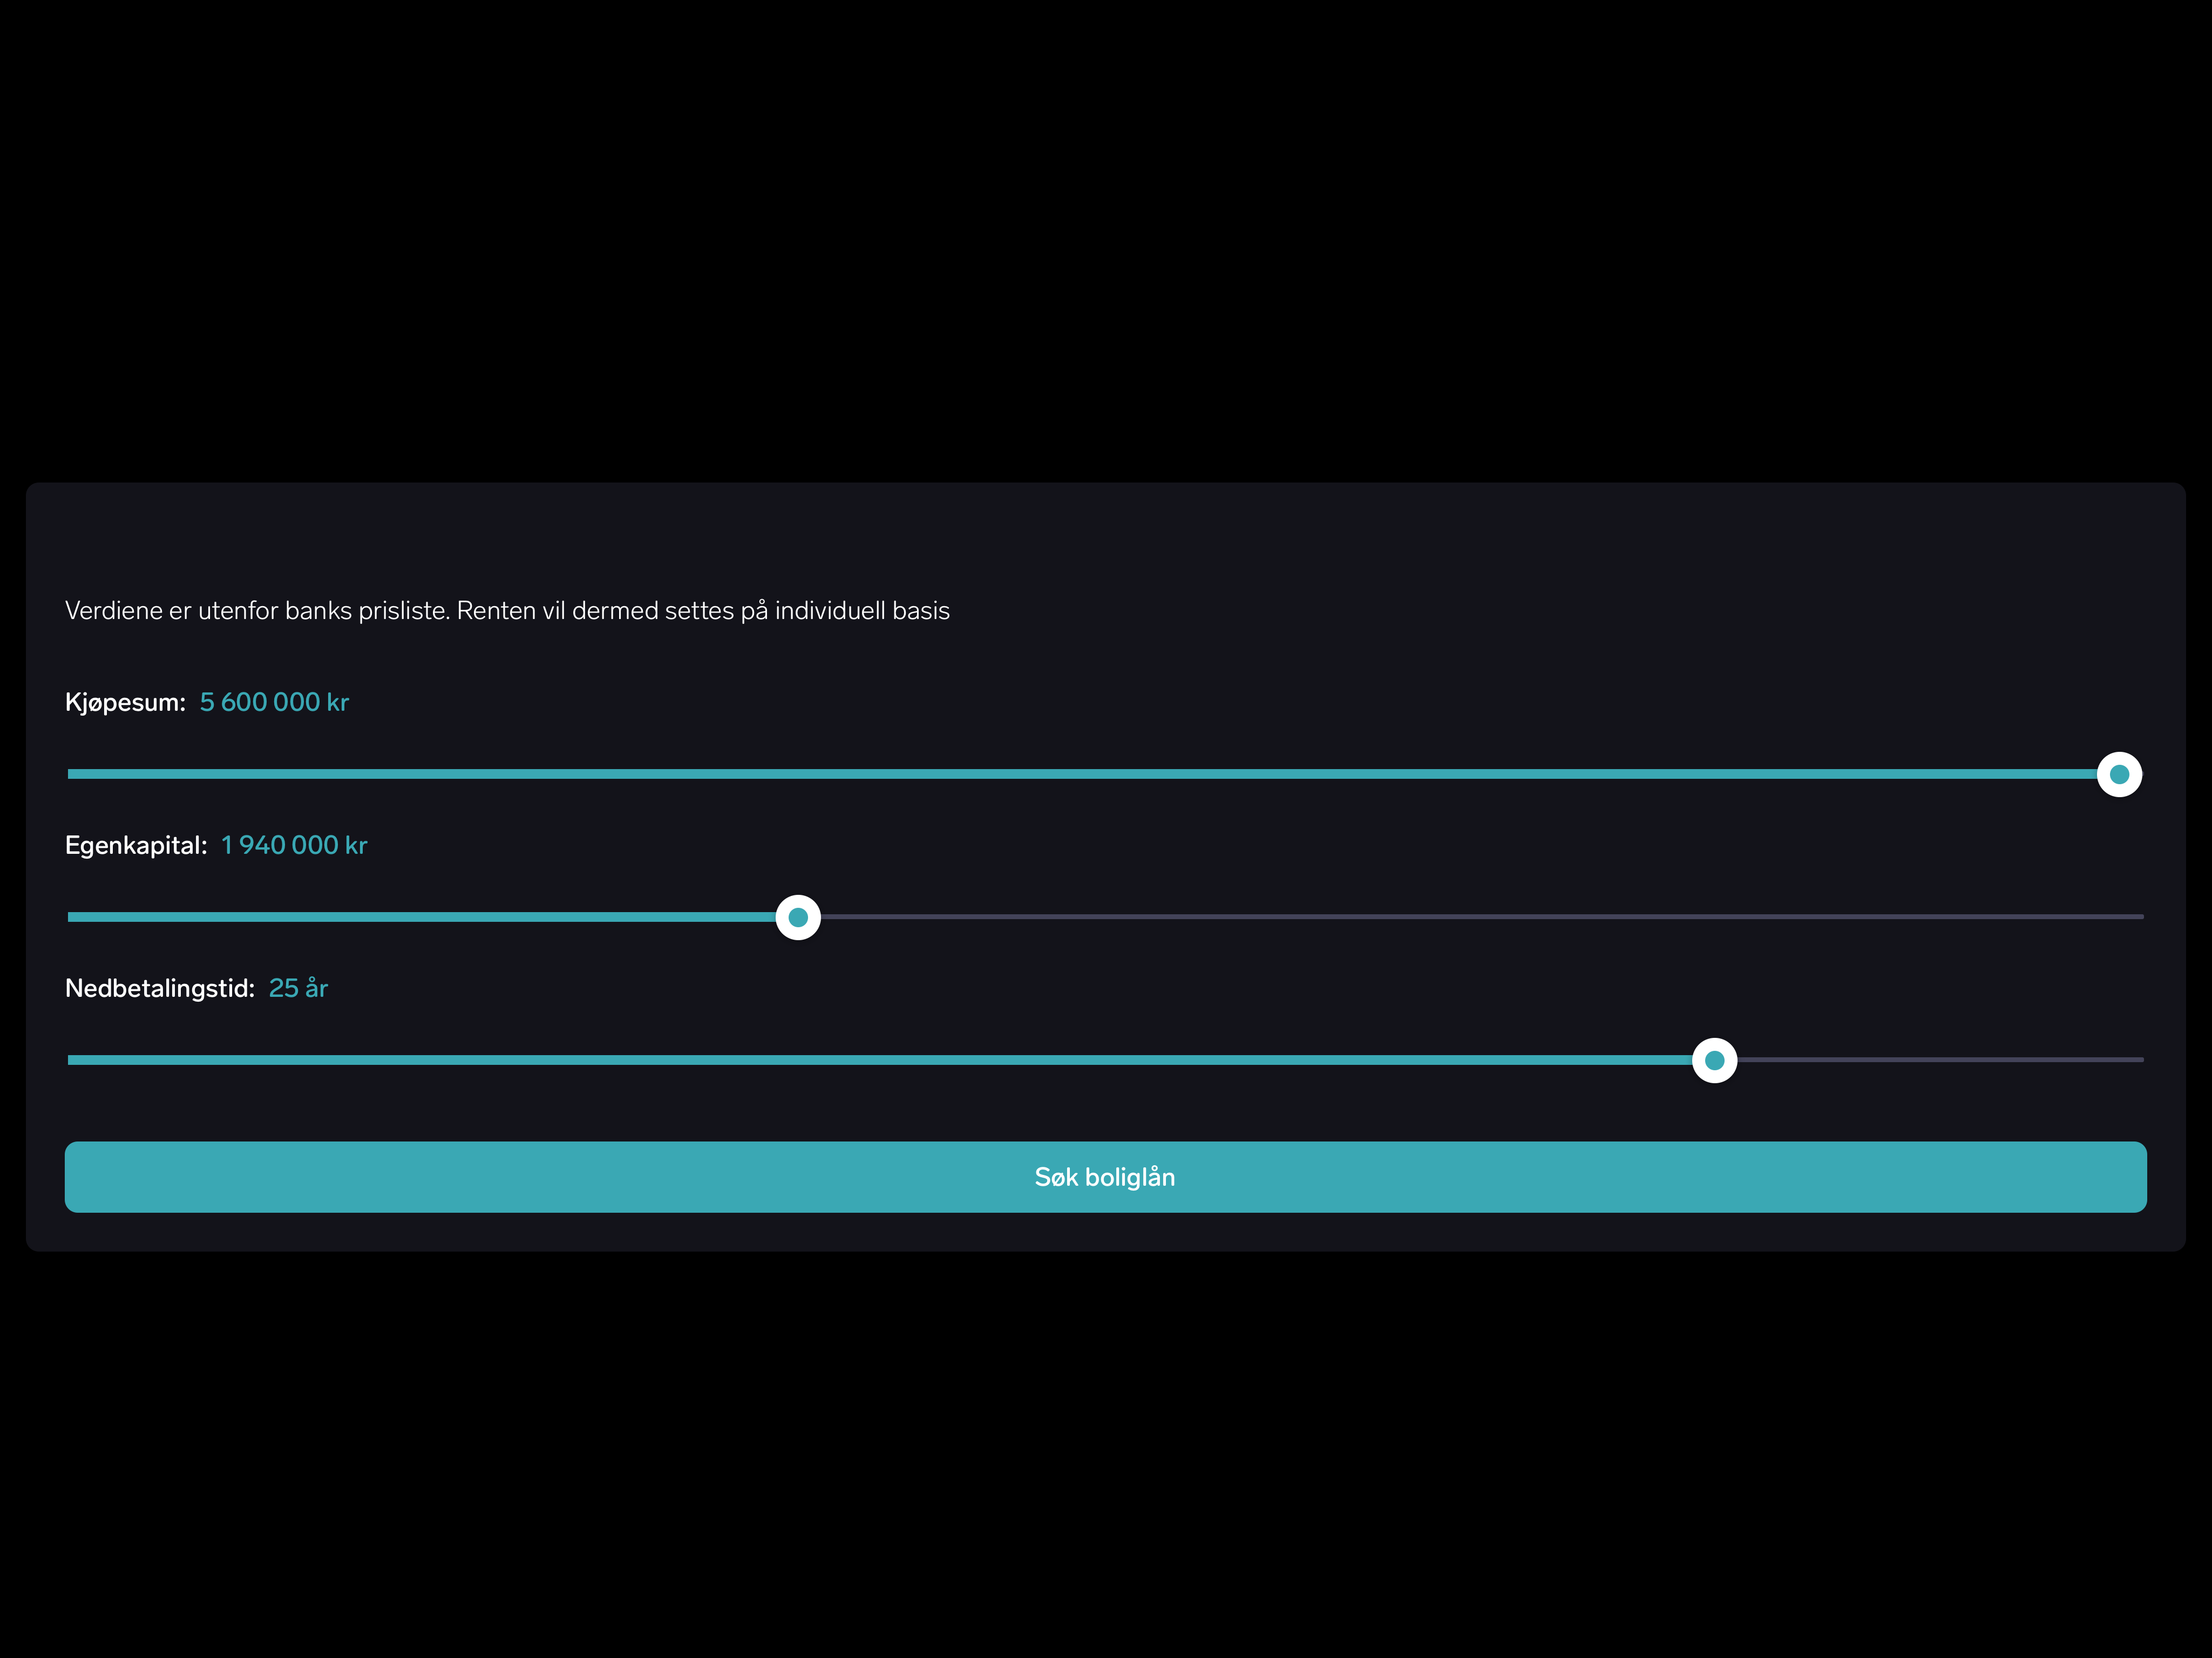 Verdiene er utenfor banks prisliste. Renten vil dermed settes på individuell basis
Kjøpesum: 5 600 000 kr
Egenkapital: 1 940 000 kr
Nedbetalingstid: 25 år
Søk boliglån